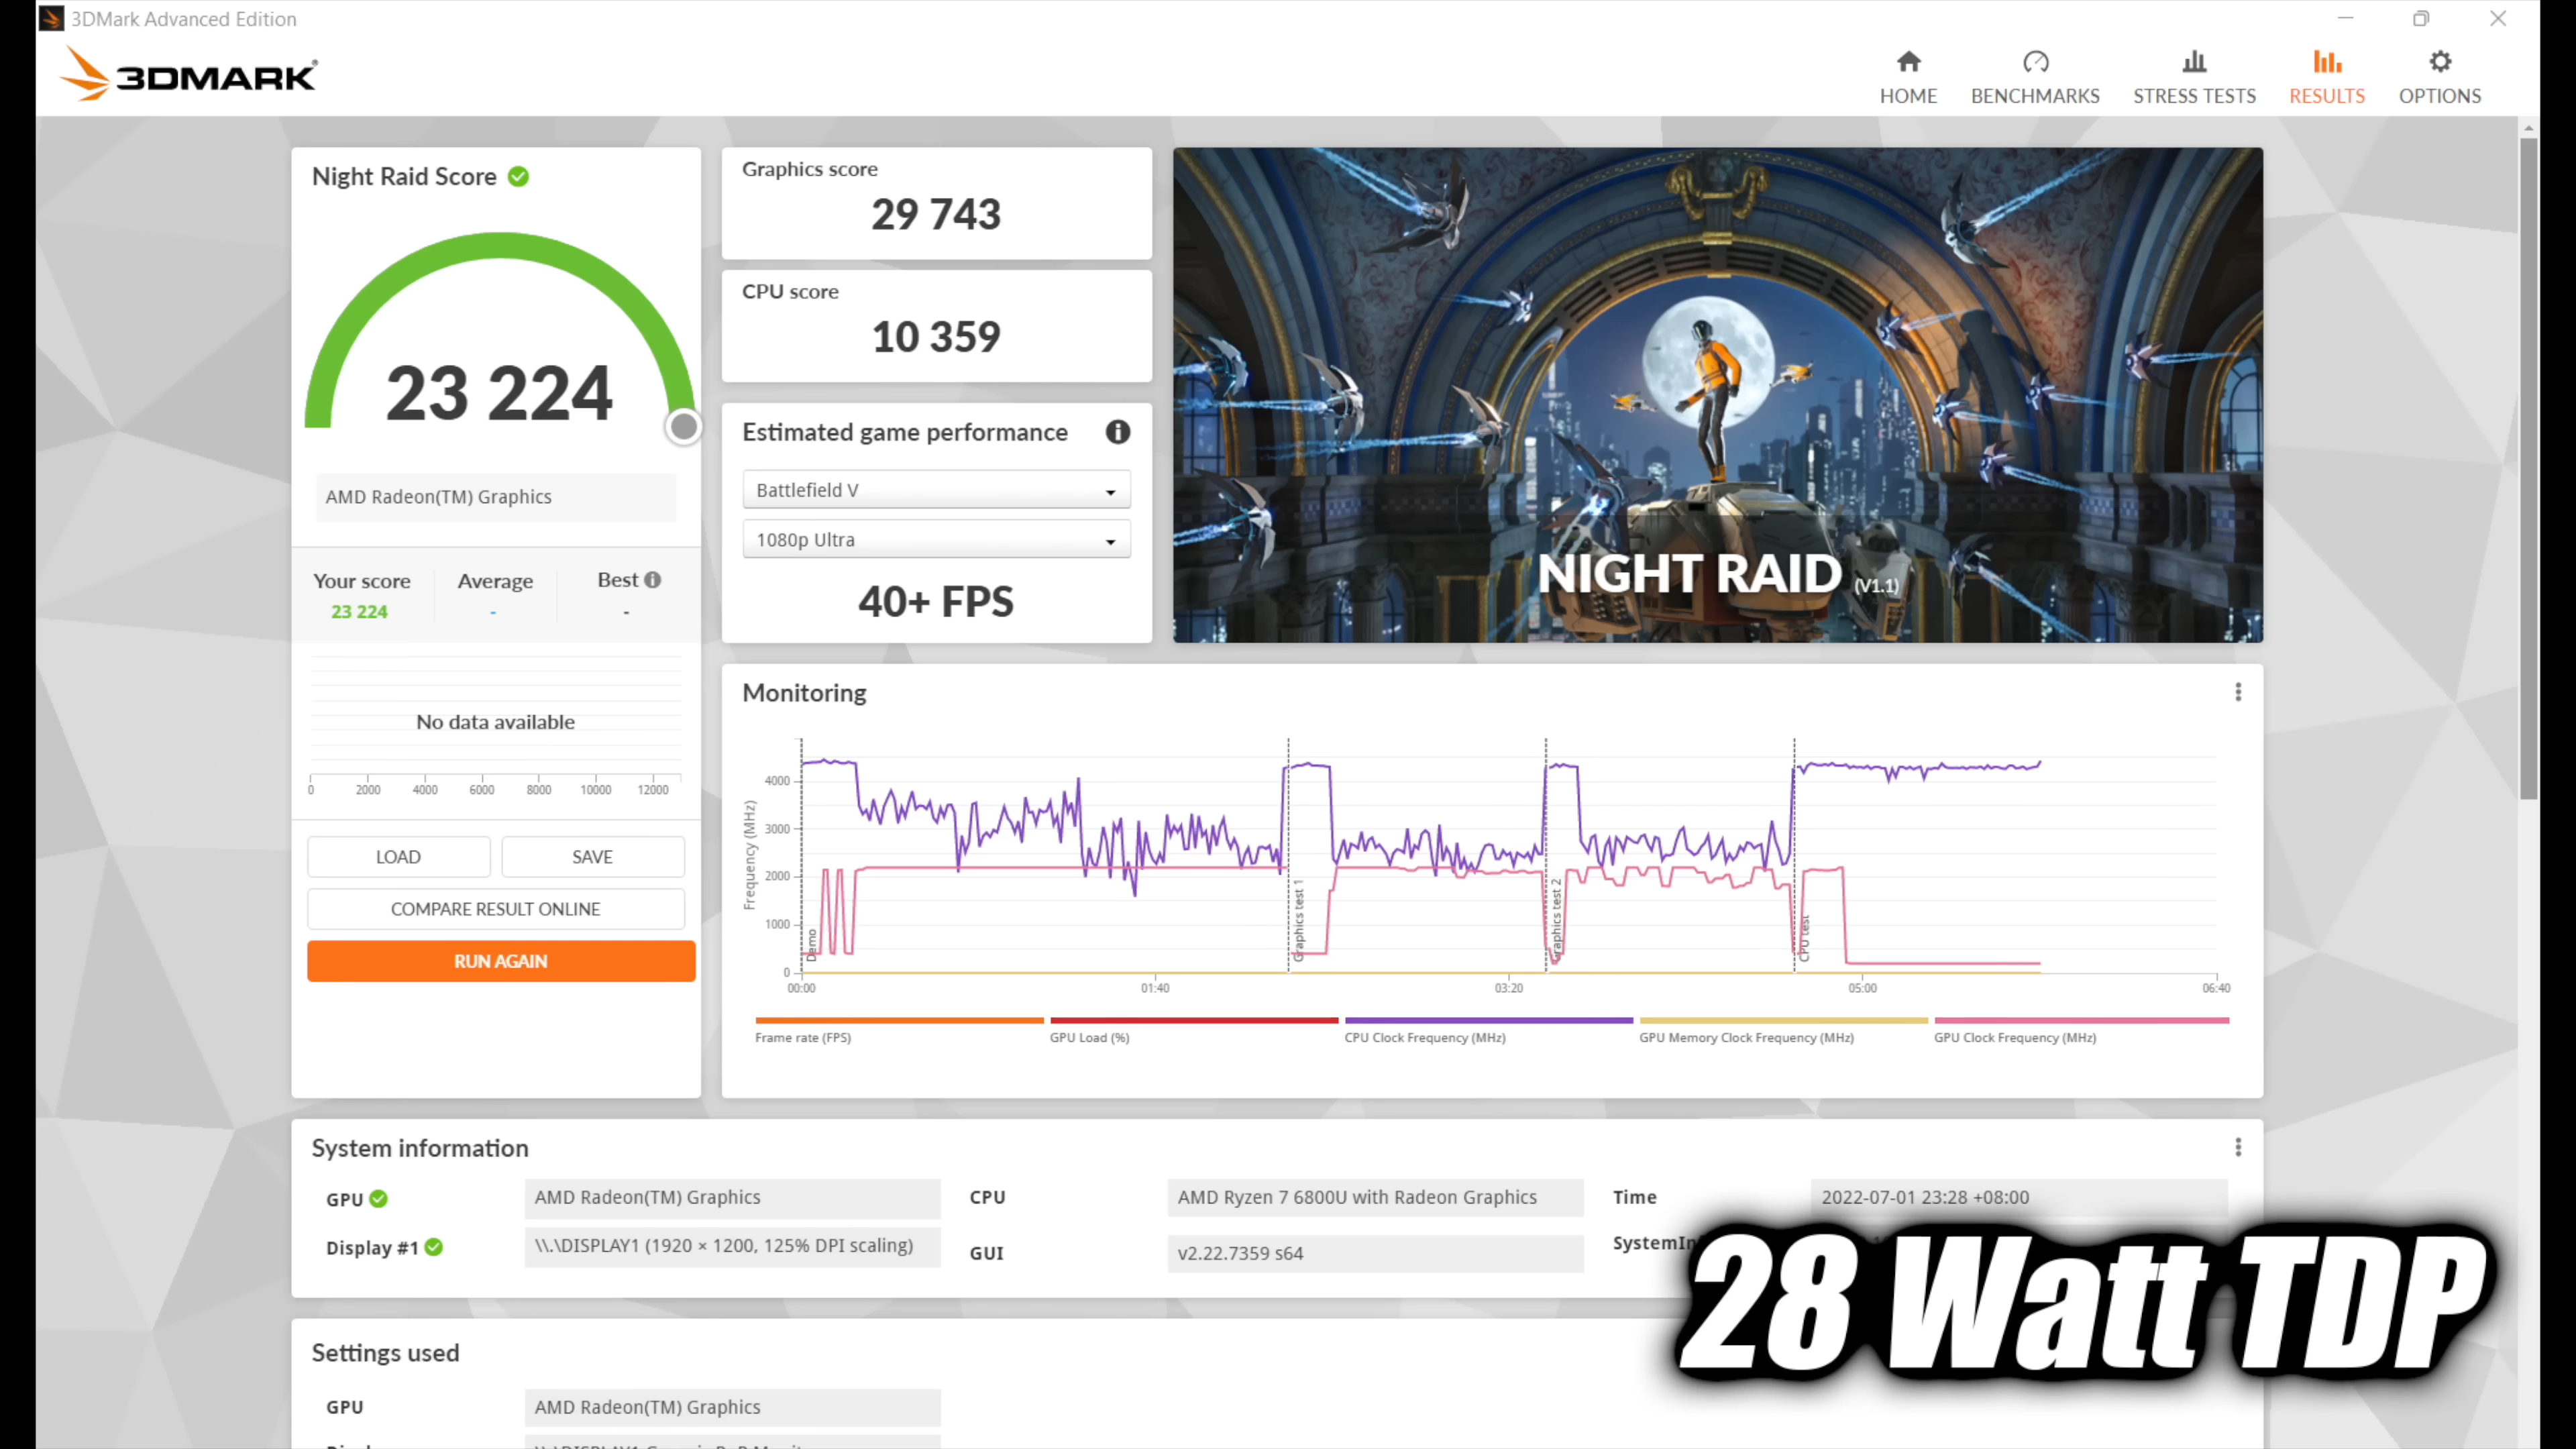 3DMark Advanced Edition
3DMARK®
HOME
BENCHMARKS
STRESS TESTS
RESULTS
OPTIONS
Night Raid Score
23 224
AMD Radeon(TM) Graphics
Your score
23 224
Average
-
Best
-
No data available
0 2000 4000 6000 8000 10000 12000
LOAD
SAVE
COMPARE RESULT ONLINE
RUN AGAIN
Graphics score
29 743
CPU score
10 359
Estimated game performance
Battlefield V
1080p Ultra
40+ FPS
NIGHT RAID (V1.1)
Monitoring
Frequency (MHz)
4000
3000
2000
1000
0
Demo
Graphics test 1
Graphics test 2
CPU test
00:00 01:40 03:20 05:00 06:40
Frame rate (FPS)
GPU Load (%)
CPU Clock Frequency (MHz)
GPU Memory Clock Frequency (MHz)
GPU Clock Frequency (MHz)
System information
GPU
AMD Radeon(TM) Graphics
CPU
AMD Ryzen 7 6800U with Radeon Graphics
Time
2022-07-01 23:28 +08:00
Display #1
\\.\DISPLAY1 (1920 × 1200, 125% DPI scaling)
GUI
v2.22.7359 s64
28 Watt TDP
Settings used
GPU
AMD Radeon(TM) Graphics